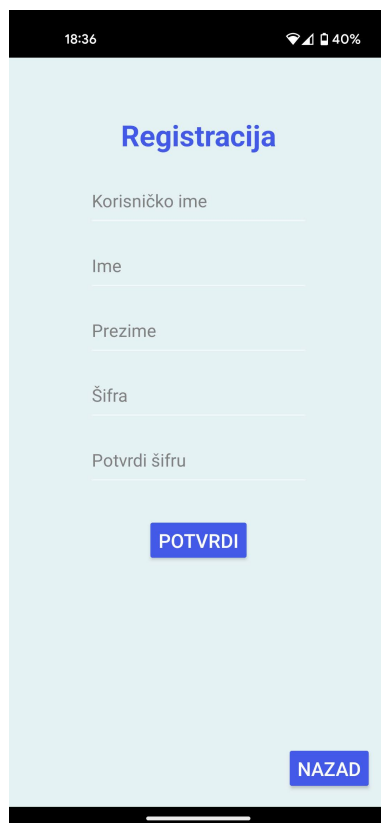 18:36
40%
Registracija
Korisničko ime
Ime
Prezime
Šifra
Potvrdi šifru
POTVRDI
NAZAD